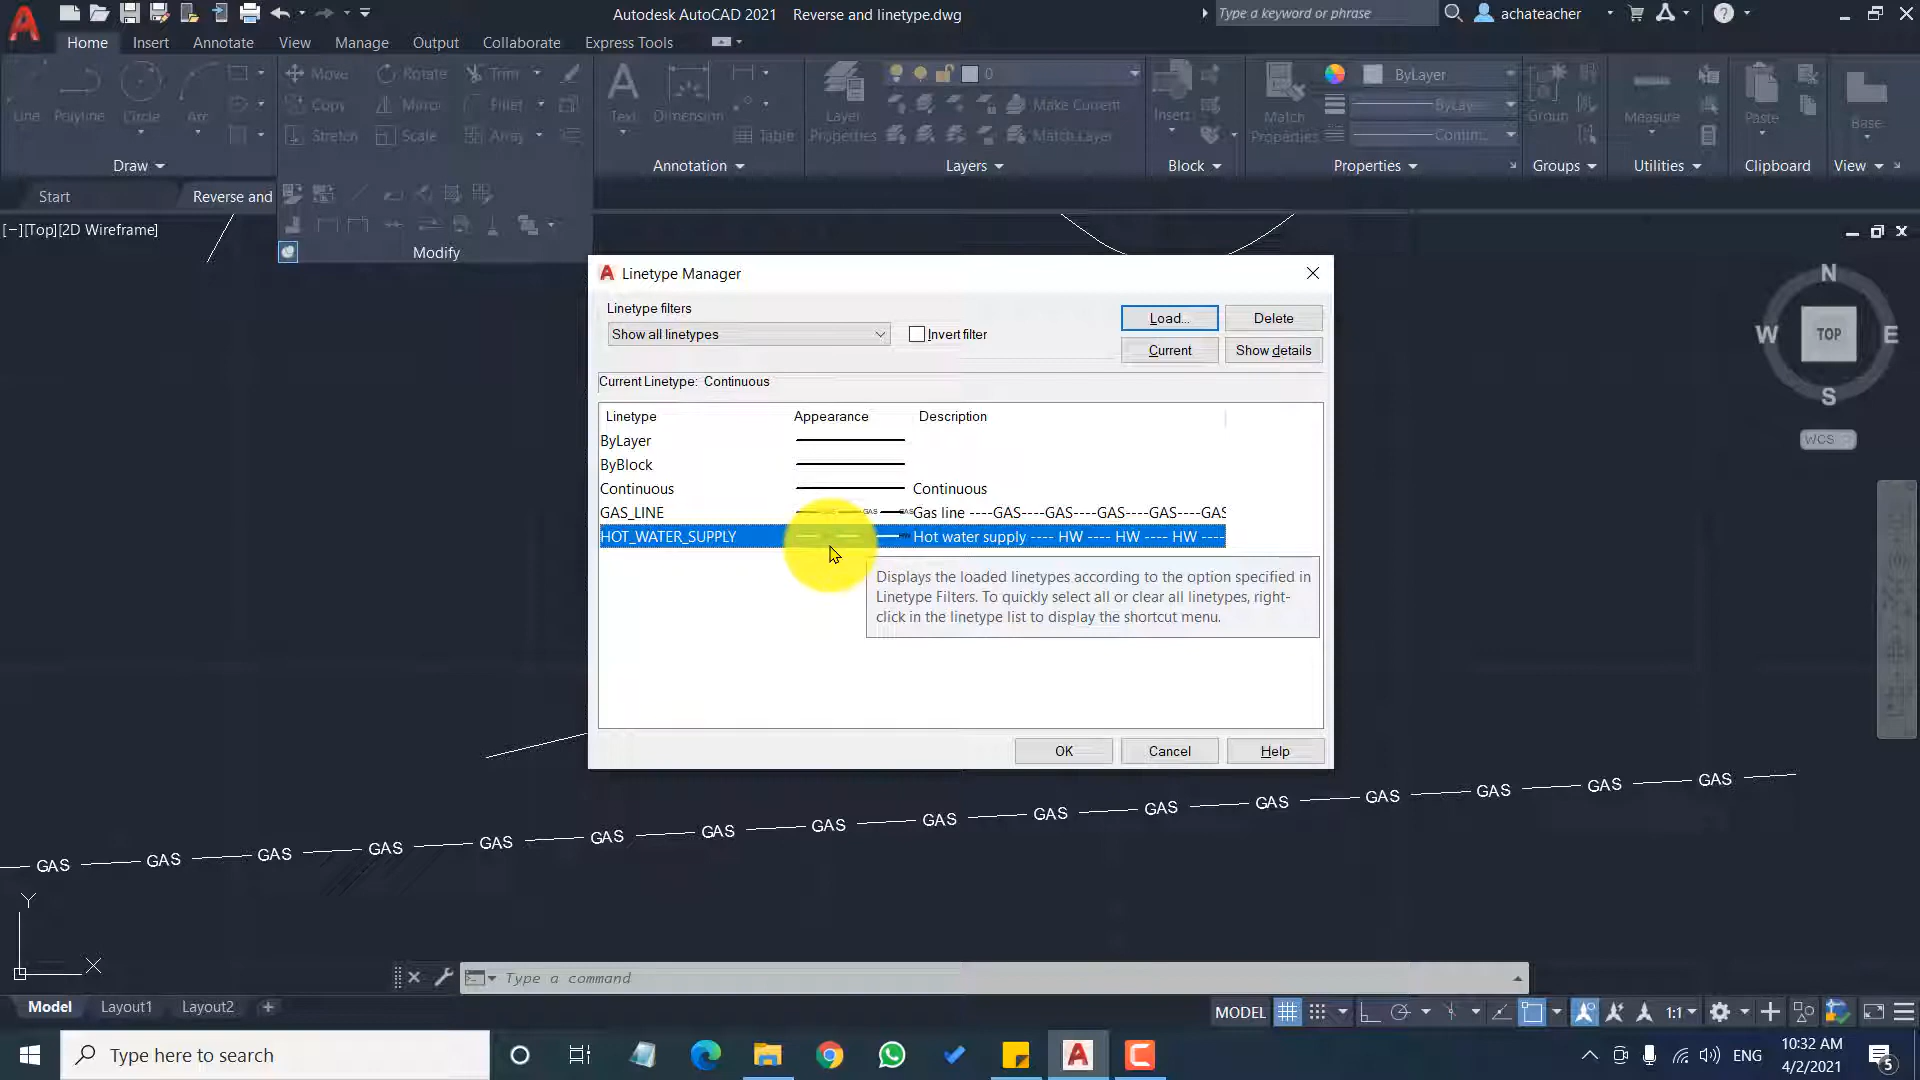 Autodesk AutoCAD 2021 Reverse and linetype.dwg
Type a keyword or phrase
achateacher
Home Insert Annotate View Manage Output Collaborate Express Tools
Line Polyline Circle Arc
Move Rotate Trim
Copy Mirror Fillet
Stretch Scale Array
Text Dimension Table
Layer Properties
0
Make Current
Match Layer
Insert
Match Properties
ByLayer
ByLay...
Contin...
Group
Measure
Paste
Base
Draw Annotation Layers Block Properties Groups Utilities Clipboard View
Start Reverse and
Modify
[−][Top][2D Wireframe]
N
W TOP E
S
WCS
Linetype Manager
Linetype filters
Show all linetypes
Invert filter
Load... Delete
Current Show details
Current Linetype: Continuous
Linetype Appearance Description
ByLayer
ByBlock
Continuous Continuous
GAS_LINE GAS GAS GAS Gas line ----GAS----GAS----GAS----GAS
HOT_WATER_SUPPLY Hot water supply ---- HW ---- HW ---- HW ----
Displays the loaded linetypes according to the option specified in
Linetype Filters. To quickly select all or clear all linetypes, right-
click in the linetype list to display the shortcut menu.
OK Cancel Help
GAS GAS GAS GAS GAS GAS GAS GAS GAS GAS GAS GAS GAS GAS GAS GAS
Y
X
Type a command
Model Layout1 Layout2 +
MODEL
1:1
Type here to search
ENG
10:32 AM
4/2/2021
5